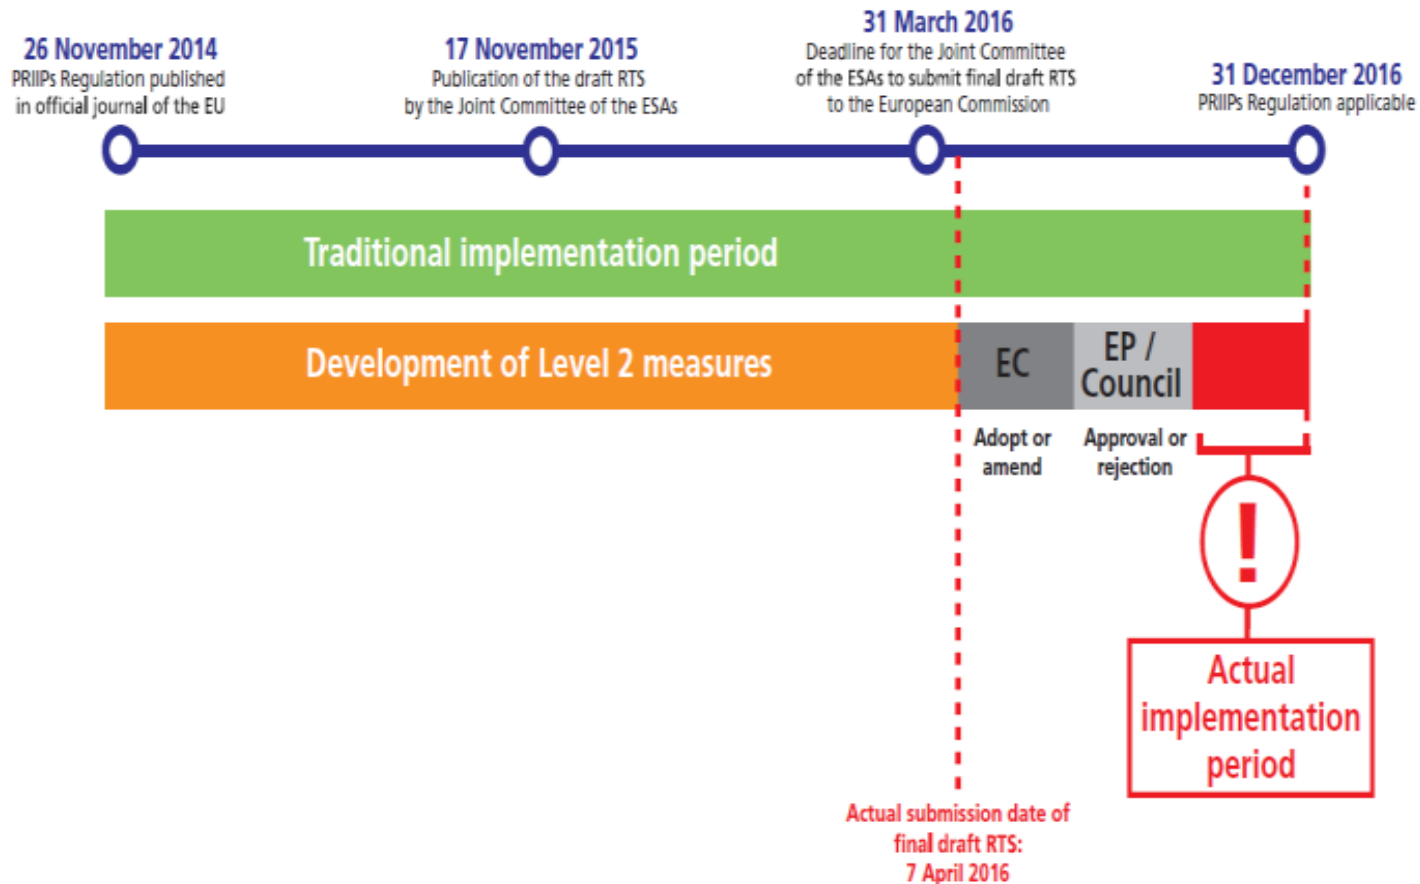 26 November 2014
PRIIPs Regulation published
in official journal of the EU
17 November 2015
Publication of the draft RTS
by the Joint Committee of the ESAs
31 March 2016
Deadline for the Joint Committee
of the ESAs to submit final draft RTS
to the European Commission
31 December 2016
PRIIPs Regulation applicable
Traditional implementation period
Development of Level 2 measures
EC
EP /
Council
Adopt or
amend
Approval or
rejection
!
Actual
implementation
period
Actual submission date of
final draft RTS:
7 April 2016